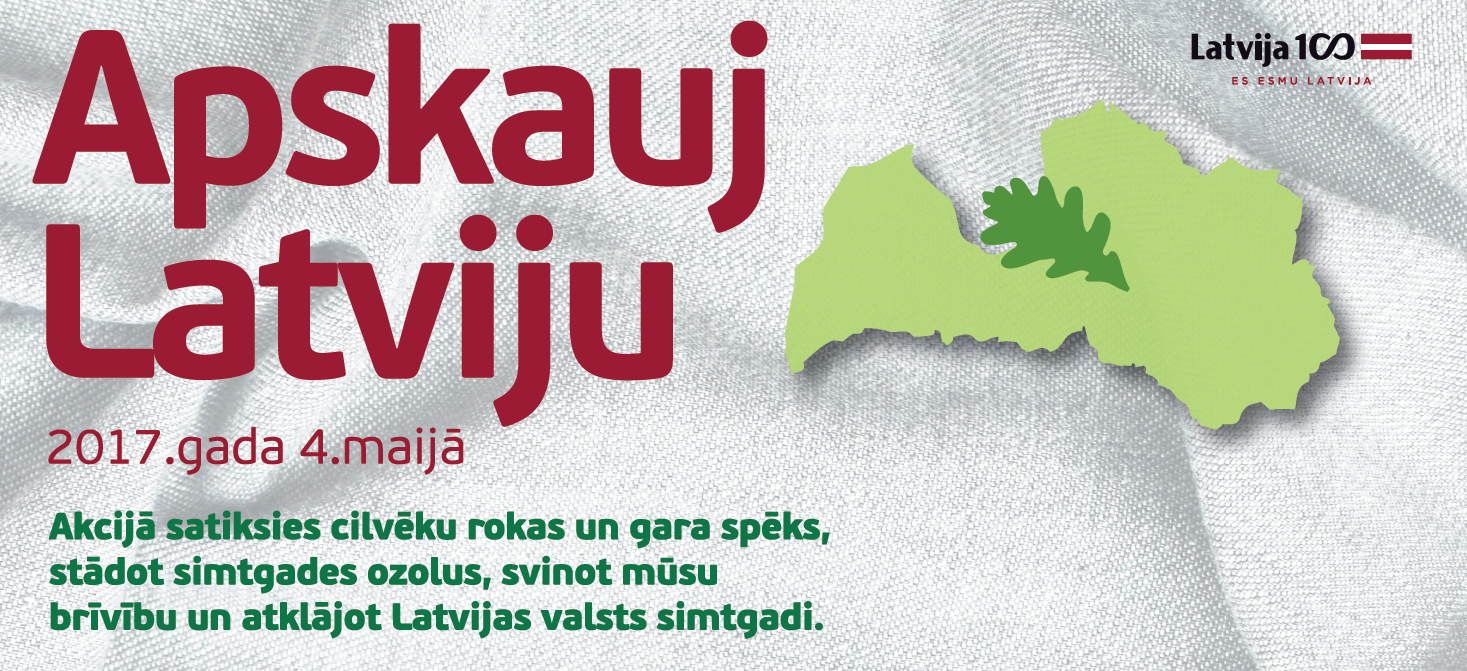 Apskauj
Latviju
2017.gada 4.maijā
Akcijā satiksies cilvēku rokas un gara spēks,
stādot simtgades ozolus, svinot mūsu
brīvību un atklājot Latvijas valsts simtgadi.
Latvija 100
ES ESMU LATVIJA